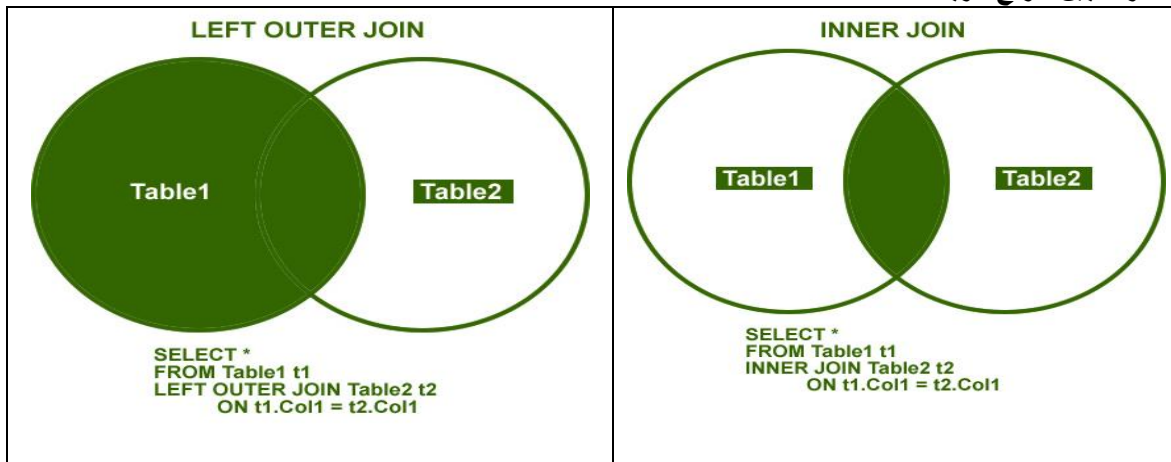 LEFT OUTER JOIN
Table1
Table2
SELECT *
FROM Table1 t1
LEFT OUTER JOIN Table2 t2
ON t1.Col1 = t2.Col1
INNER JOIN
Table1
Table2
SELECT *
FROM Table1 t1
INNER JOIN Table2 t2
ON t1.Col1 = t2.Col1